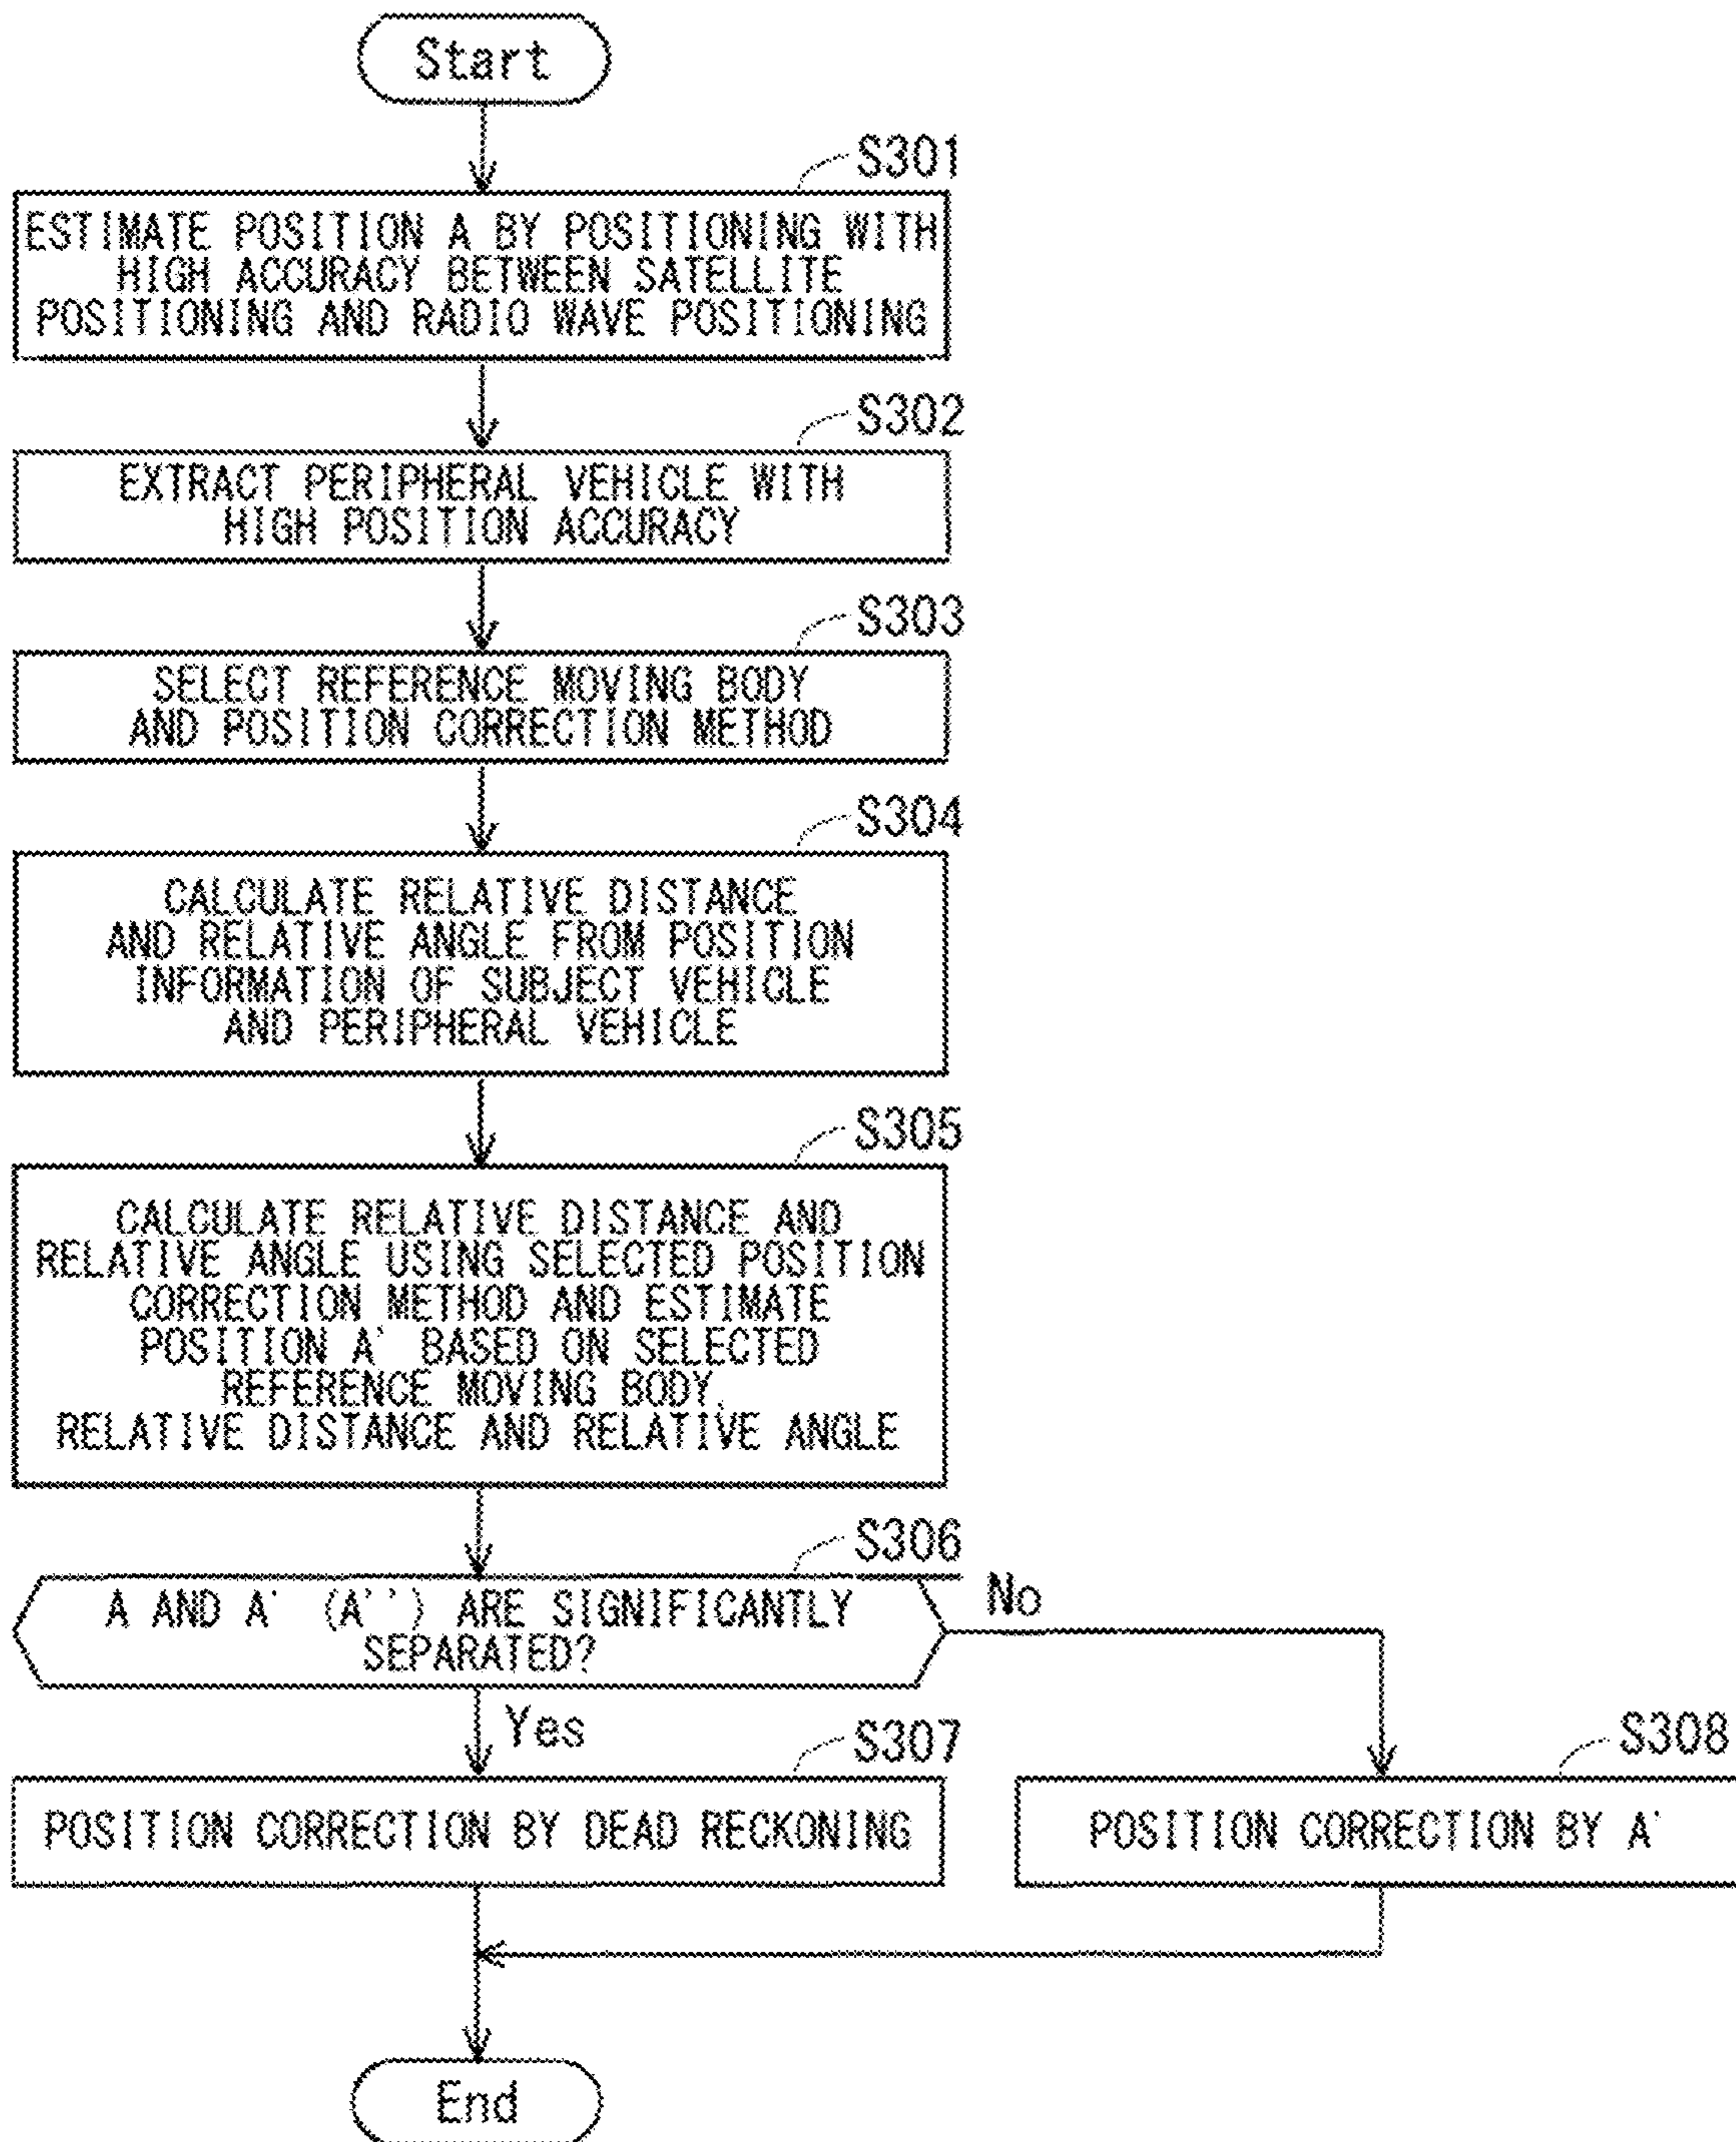 Start
S301
ESTIMATE POSITION A BY POSITIONING WITH
HIGH ACCURACY BETWEEN SATELLITE
POSITIONING AND RADIO WAVE POSITIONING
S302
EXTRACT PERIPHERAL VEHICLE WITH
HIGH POSITION ACCURACY
S303
SELECT REFERENCE MOVING BODY
AND POSITION CORRECTION METHOD
S304
CALCULATE RELATIVE DISTANCE
AND RELATIVE ANGLE FROM POSITION
INFORMATION OF SUBJECT VEHICLE
AND PERIPHERAL VEHICLE
S305
CALCULATE RELATIVE DISTANCE AND
RELATIVE ANGLE USING SELECTED POSITION
CORRECTION METHOD AND ESTIMATE
POSITION A' BASED ON SELECTED
REFERENCE MOVING BODY,
RELATIVE DISTANCE AND RELATIVE ANGLE
S306
A AND A' (A'') ARE SIGNIFICANTLY
SEPARATED?
No
Yes
S307
S308
POSITION CORRECTION BY DEAD RECKONING
POSITION CORRECTION BY A'
End